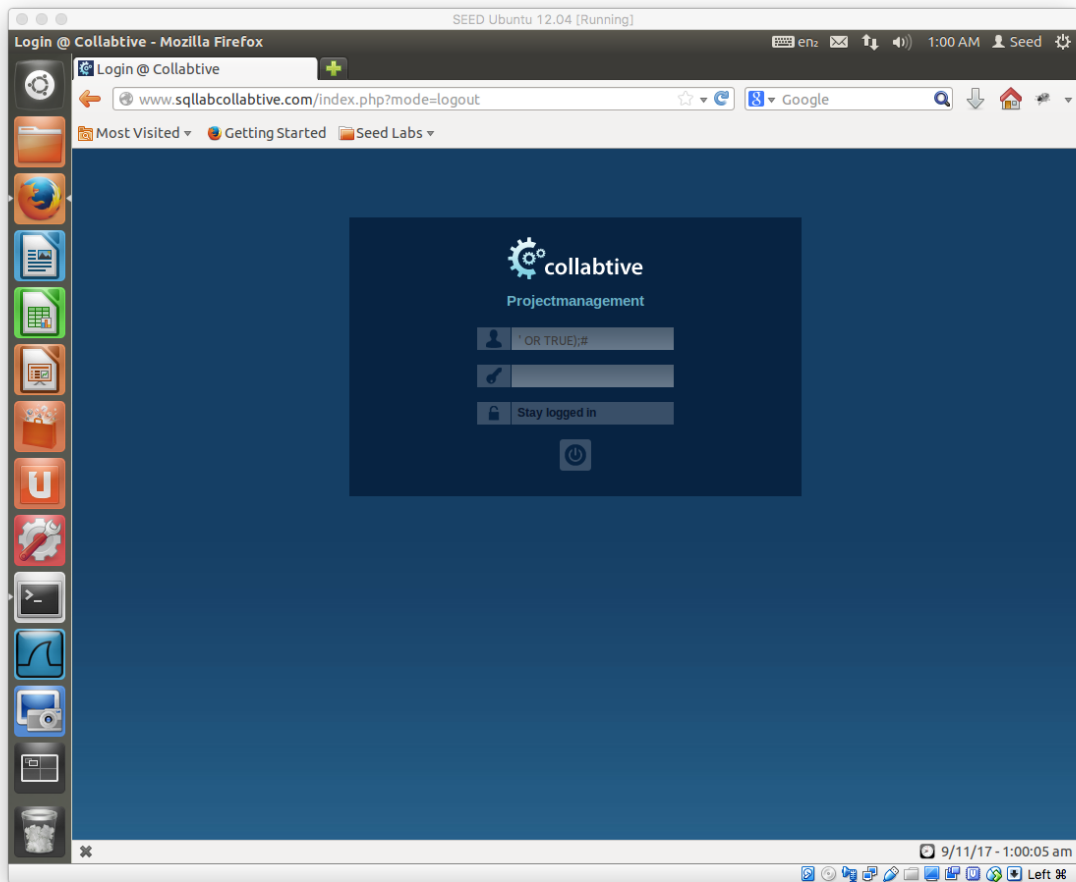 SEED Ubuntu 12.04 [Running]
Login @ Collabtive - Mozilla Firefox
en₂
1:00 AM
Seed
Login @ Collabtive
www.sqllabcollabtive.com/index.php?mode=logout
Google
Most Visited
Getting Started
Seed Labs
collabtive
Projectmanagement
' OR TRUE);#
Stay logged in
9/11/17 - 1:00:05 am
Left ⌘